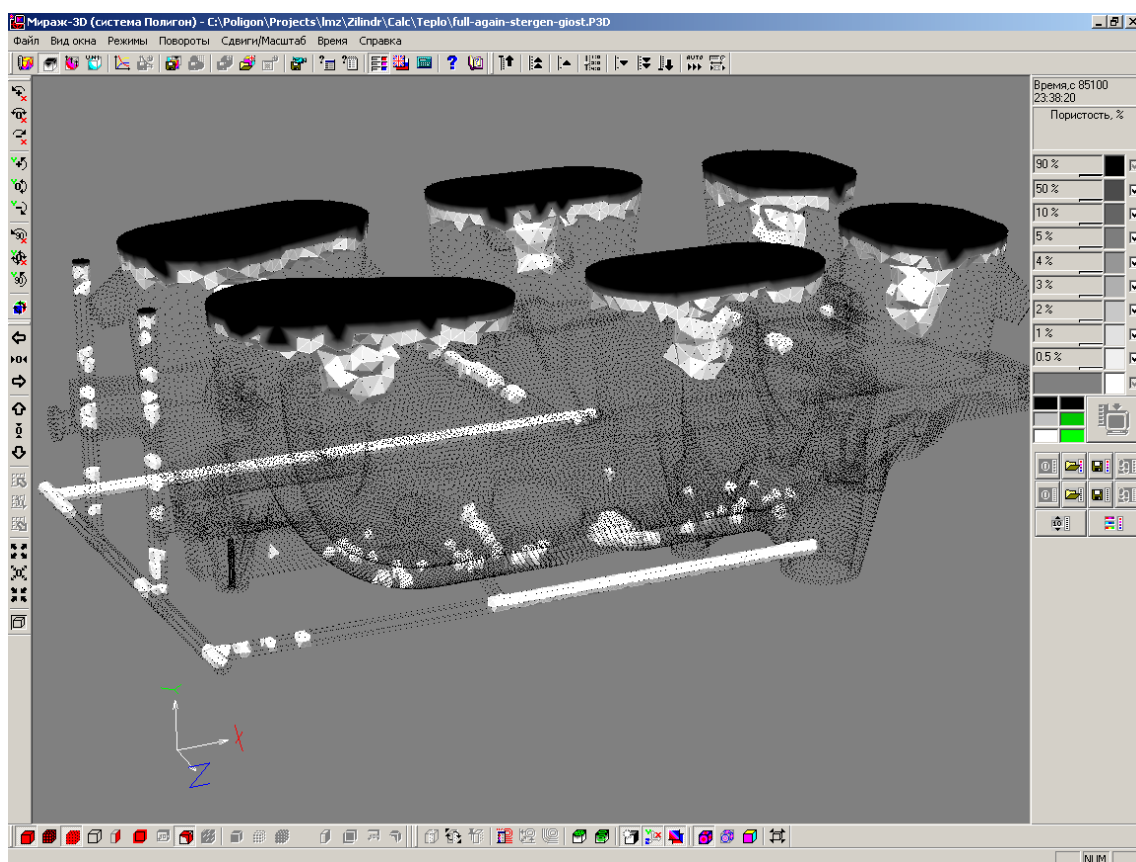 Мираж-3D (система Полигон) - C:\Poligon\Projects\lmz\Zilindr\Calc\Teplo\full-again-stergen-giost.P3D
Файл Вид окна Режимы Повороты Сдвиги/Масштаб Время Справка
Время,с 85100
23:38:20
Пористость, %
90 %
50 %
10 %
5 %
4 %
3 %
2 %
1 %
0.5 %
Y
X
Z
NUM